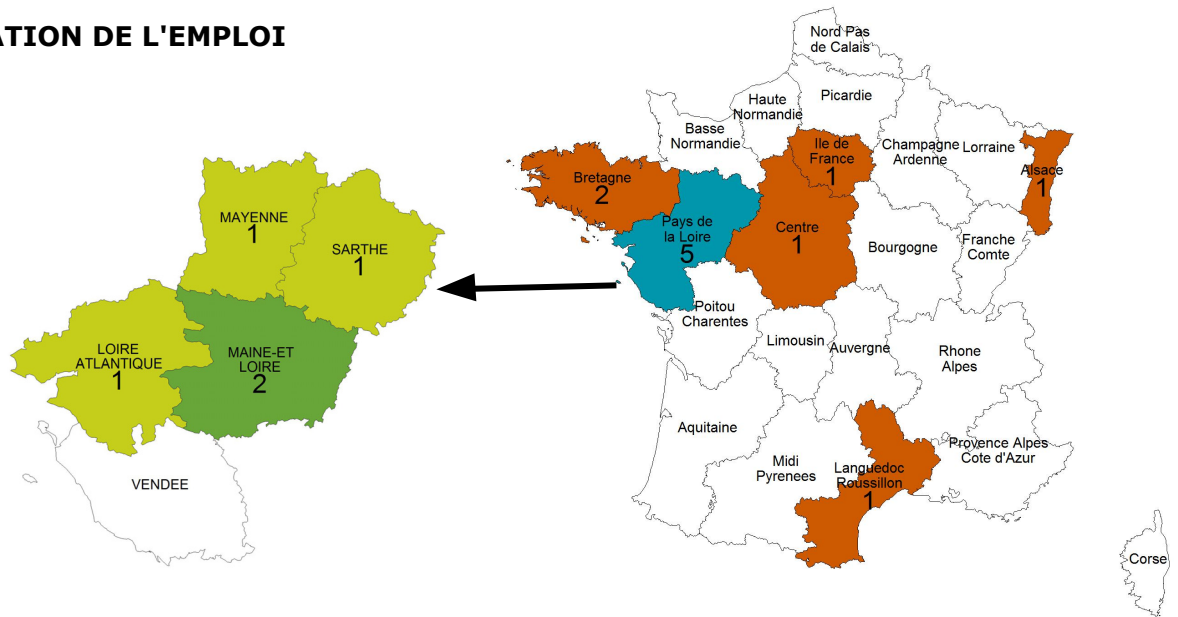 ATION DE L'EMPLOI
MAYENNE
1
SARTHE
1
LOIRE
ATLANTIQUE
1
MAINE-ET
LOIRE
2
VENDEE
Nord Pas
de Calais
Picardie
Haute
Normandie
Basse
Normandie
Ile de
France
1
Champagne
Ardenne
Lorraine
Alsace
1
Bretagne
2
Pays de
la Loire
5
Centre
1
Bourgogne
Franche
Comte
Poitou
Charentes
Limousin
Auvergne
Rhone
Alpes
Aquitaine
Midi
Pyrenees
Languedoc
Roussillon
1
Provence Alpes
Cote d'Azur
Corse